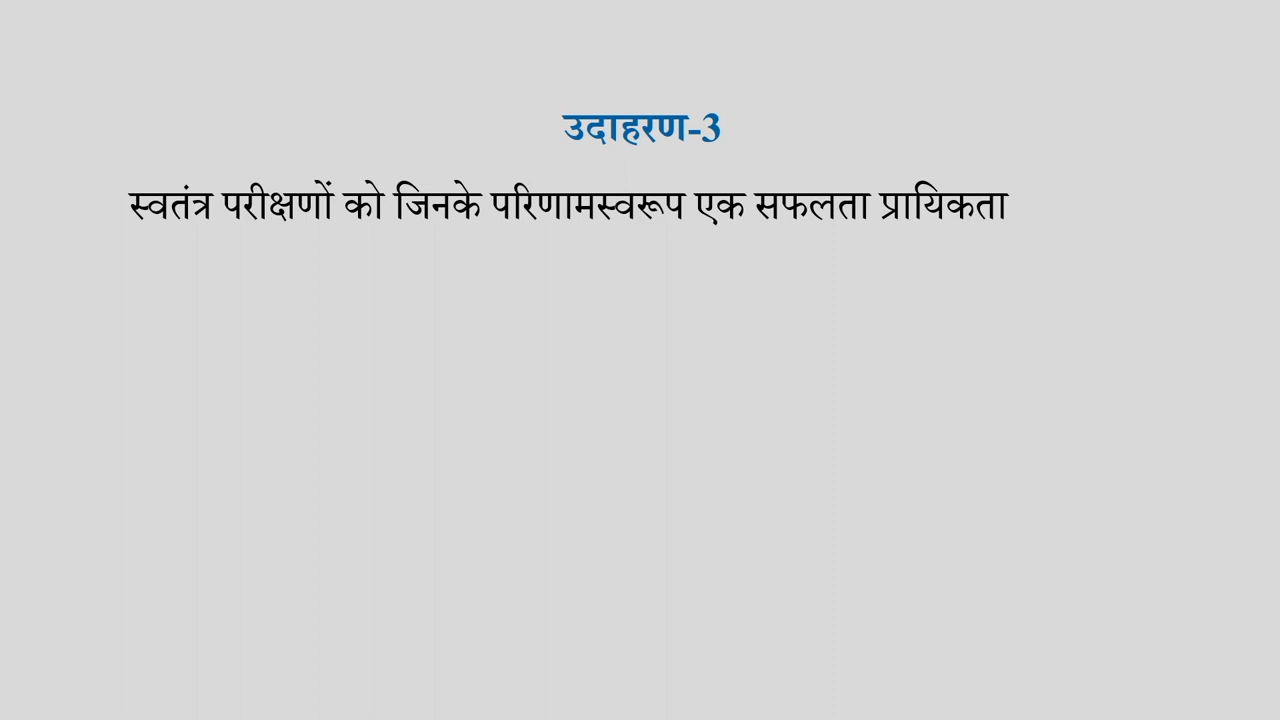 उदाहरण-3
स्वतंत्र परीक्षणों को जिनके परिणामस्वरूप एक सफलता प्रायिकता